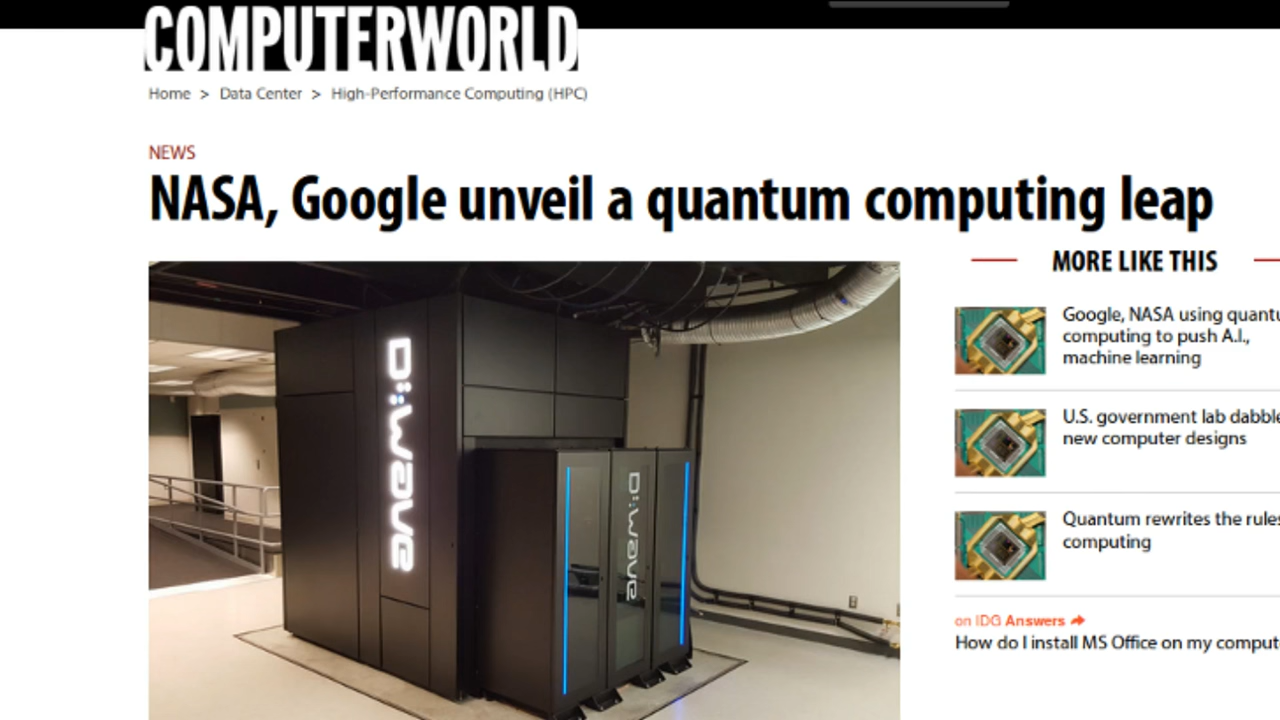 COMPUTERWORLD
Home > Data Center > High-Performance Computing (HPC)
NEWS
NASA, Google unveil a quantum computing leap
D:Wave
D:Wave
MORE LIKE THIS
Google, NASA using quantu
computing to push A.I.,
machine learning
U.S. government lab dabble
new computer designs
Quantum rewrites the rules
computing
on IDG Answers
How do I install MS Office on my comput